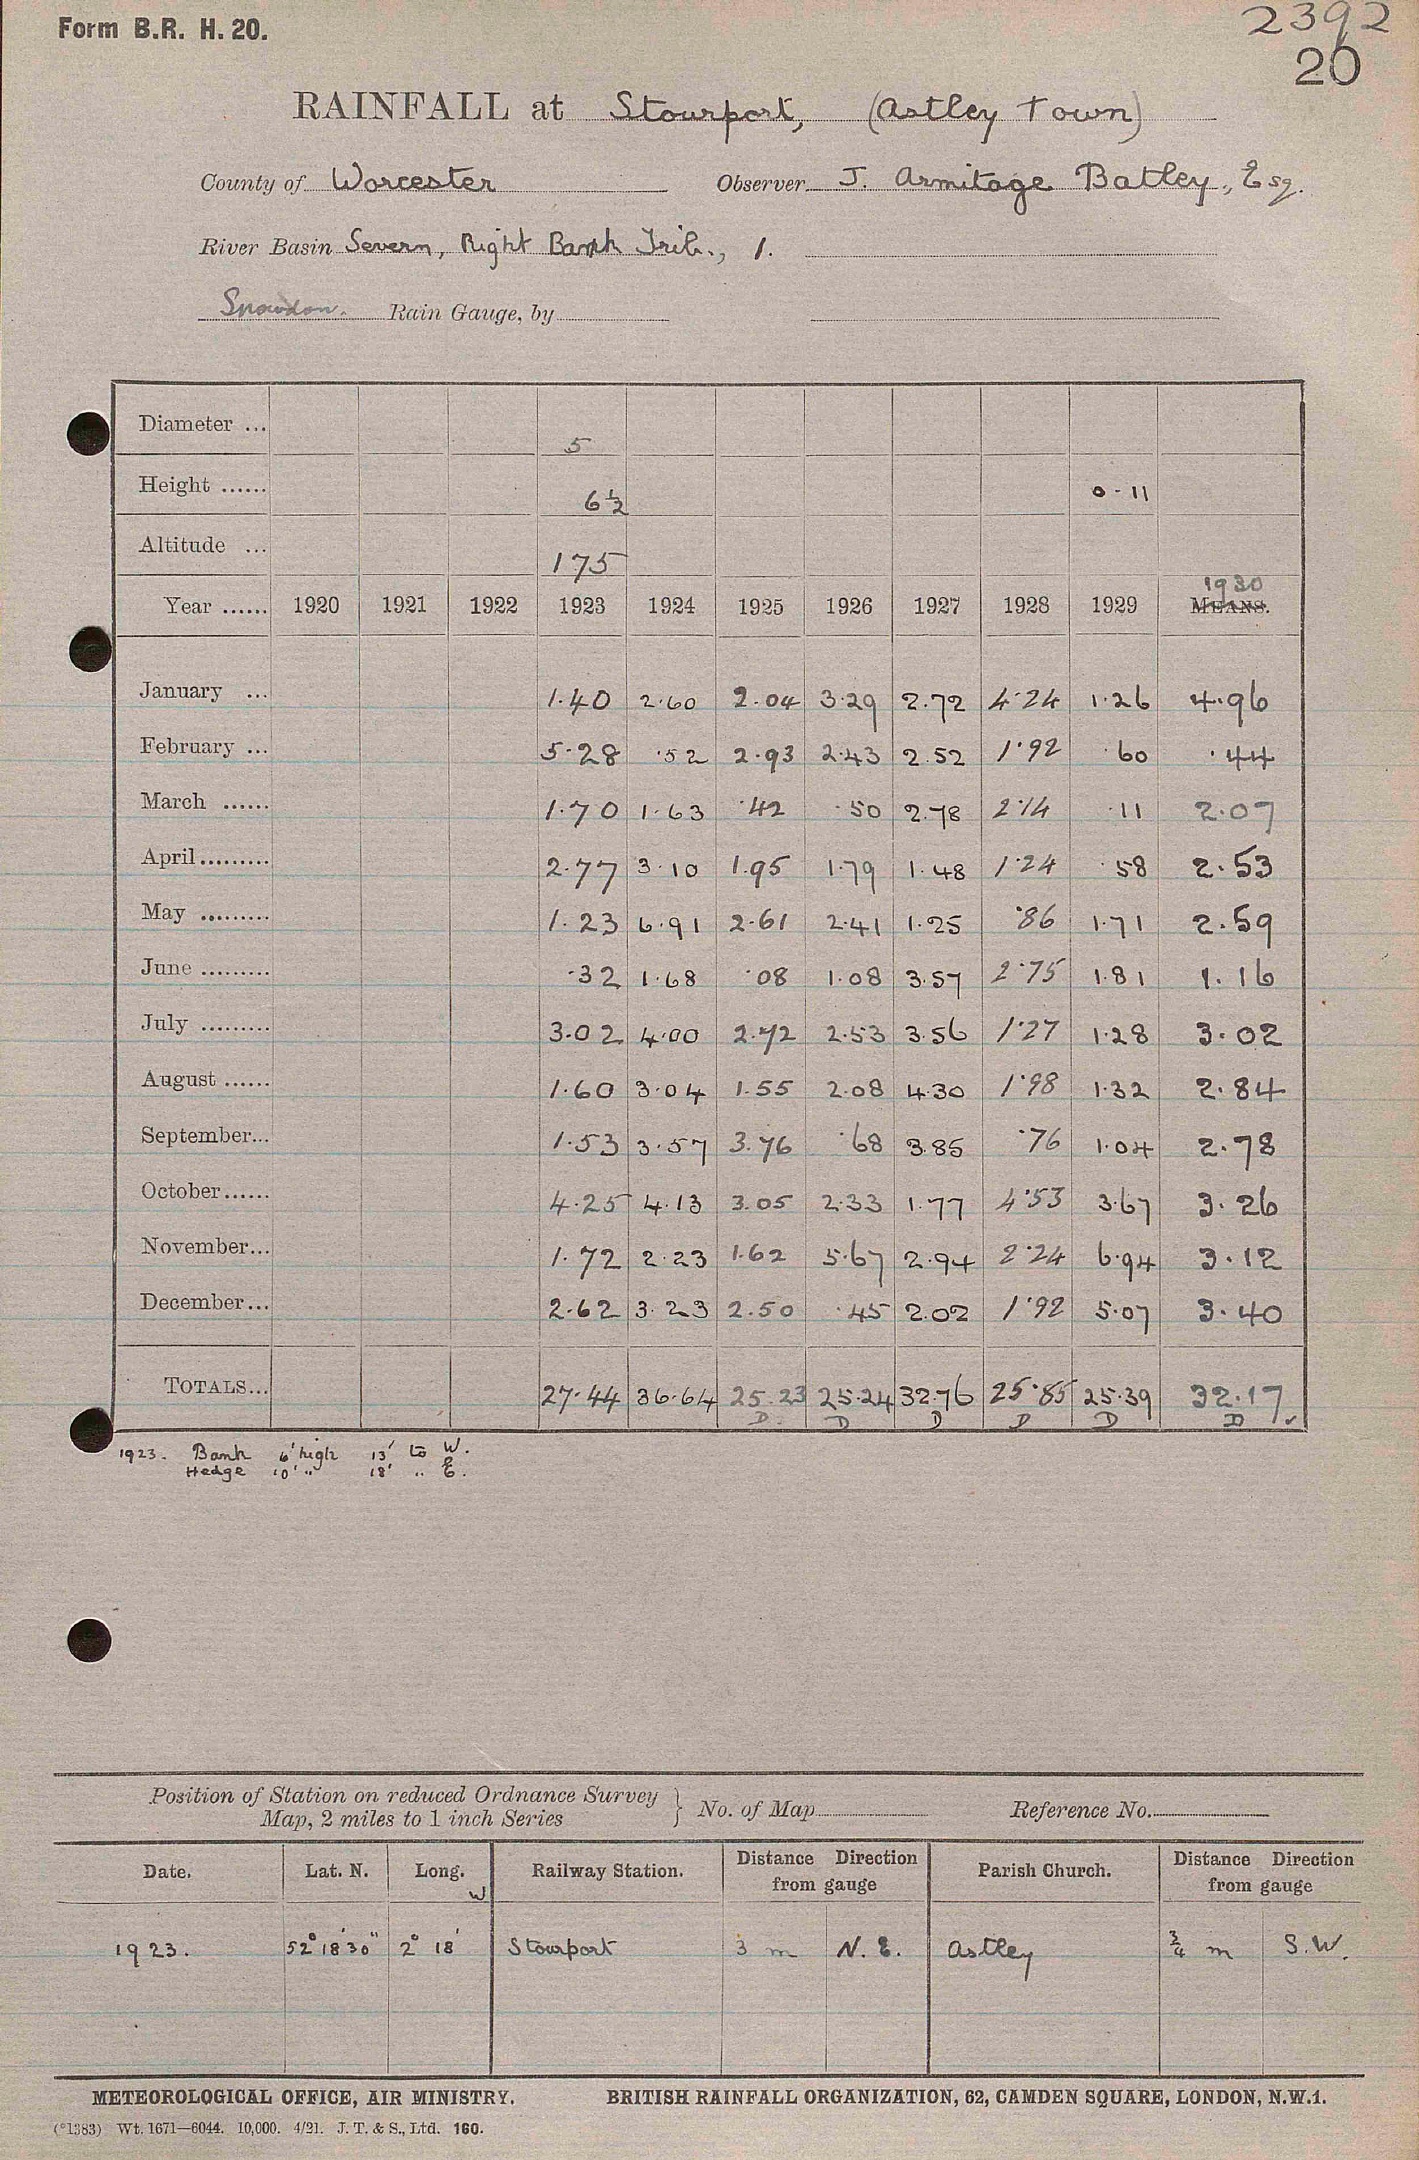 Form B.R. H. 20.
2392
20
RAINFALL at Stourport, (Astley Town)
County of Worcester Observer J. Armitage Batley, Esq.
River Basin Severn, Right Bank Trib., 1.
Snowdon. Rain Gauge, by
Diameter ... 5
Height ...... 6½ 0-11
Altitude ... 175
1930
Year ...... 1920 1921 1922 1923 1924 1925 1926 1927 1928 1929 MEANS.
January ... 1.40 2.60 2.04 3.29 2.72 4.24 1.26 4.96
February ... 5.28 .52 2.93 2.43 2.52 1.92 .60 .44
March ...... 1.70 1.63 .42 .50 2.78 2.14 .11 2.07
April......... 2.77 3.10 1.95 1.79 1.48 1.24 .58 2.53
May ......... 1.23 6.91 2.61 2.41 1.25 .86 1.71 2.59
June ......... .32 1.68 .08 1.08 3.57 2.75 1.81 1.16
July ......... 3.02 4.00 2.72 2.53 3.56 1.27 1.28 3.02
August ...... 1.60 3.04 1.55 2.08 4.30 1.98 1.32 2.84
September... 1.53 3.57 3.76 .68 3.85 .76 1.04 2.78
October...... 4.25 4.13 3.05 2.33 1.77 4.53 3.67 3.26
November... 1.72 2.23 1.62 5.67 2.94 2.24 6.94 3.12
December... 2.62 3.23 2.50 .45 2.02 1.92 5.07 3.40
TOTALS... 27.44 36.64 25.23 25.24 32.76 25.85 25.39 32.17
D. D D D D D ✓
1923. Bank 6' high 13' to W.
Hedge 10' " 18' " E.
Position of Station on reduced Ordnance Survey
Map, 2 miles to 1 inch Series } No. of Map Reference No.
Date. Lat. N. Long. W Railway Station. Distance Direction from gauge Parish Church. Distance Direction from gauge
1923. 52° 18' 30" 2° 18' Stourport 3 m N. E. Astley ¾ m S.W.
METEOROLOGICAL OFFICE, AIR MINISTRY. BRITISH RAINFALL ORGANIZATION, 62, CAMDEN SQUARE, LONDON, N.W.1.
(*1383) Wt. 1671—6044. 10,000. 4/21. J. T. & S., Ltd. 160.